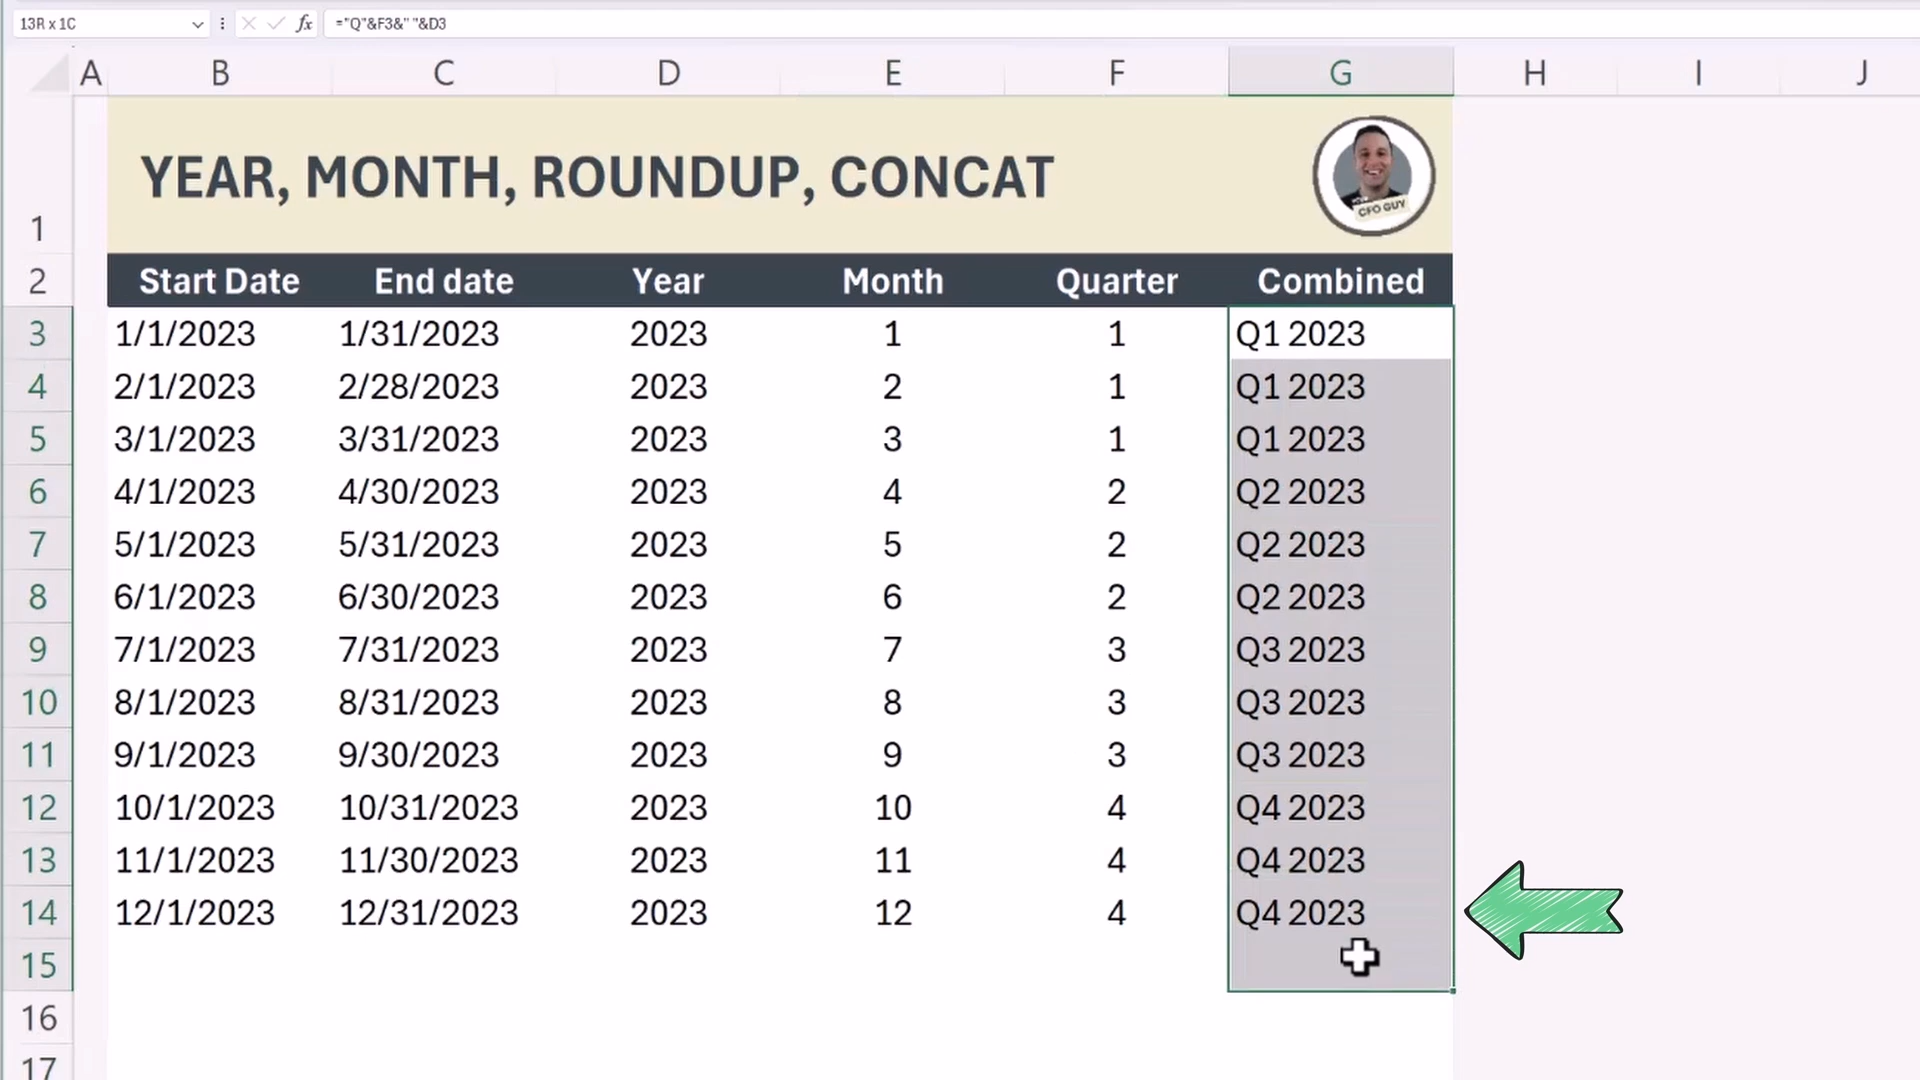 13R x 1C fx ="Q"&F3&" "&D3
A B C D E F G H I J
YEAR, MONTH, ROUNDUP, CONCAT
CFO GUY
1
2 Start Date End date Year Month Quarter Combined
3 1/1/2023 1/31/2023 2023 1 1 Q1 2023
4 2/1/2023 2/28/2023 2023 2 1 Q1 2023
5 3/1/2023 3/31/2023 2023 3 1 Q1 2023
6 4/1/2023 4/30/2023 2023 4 2 Q2 2023
7 5/1/2023 5/31/2023 2023 5 2 Q2 2023
8 6/1/2023 6/30/2023 2023 6 2 Q2 2023
9 7/1/2023 7/31/2023 2023 7 3 Q3 2023
10 8/1/2023 8/31/2023 2023 8 3 Q3 2023
11 9/1/2023 9/30/2023 2023 9 3 Q3 2023
12 10/1/2023 10/31/2023 2023 10 4 Q4 2023
13 11/1/2023 11/30/2023 2023 11 4 Q4 2023
14 12/1/2023 12/31/2023 2023 12 4 Q4 2023
15
16
17